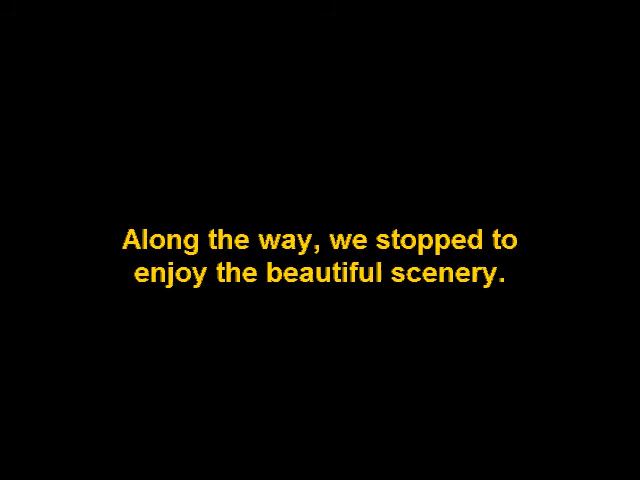 Along the way, we stopped to
enjoy the beautiful scenery.